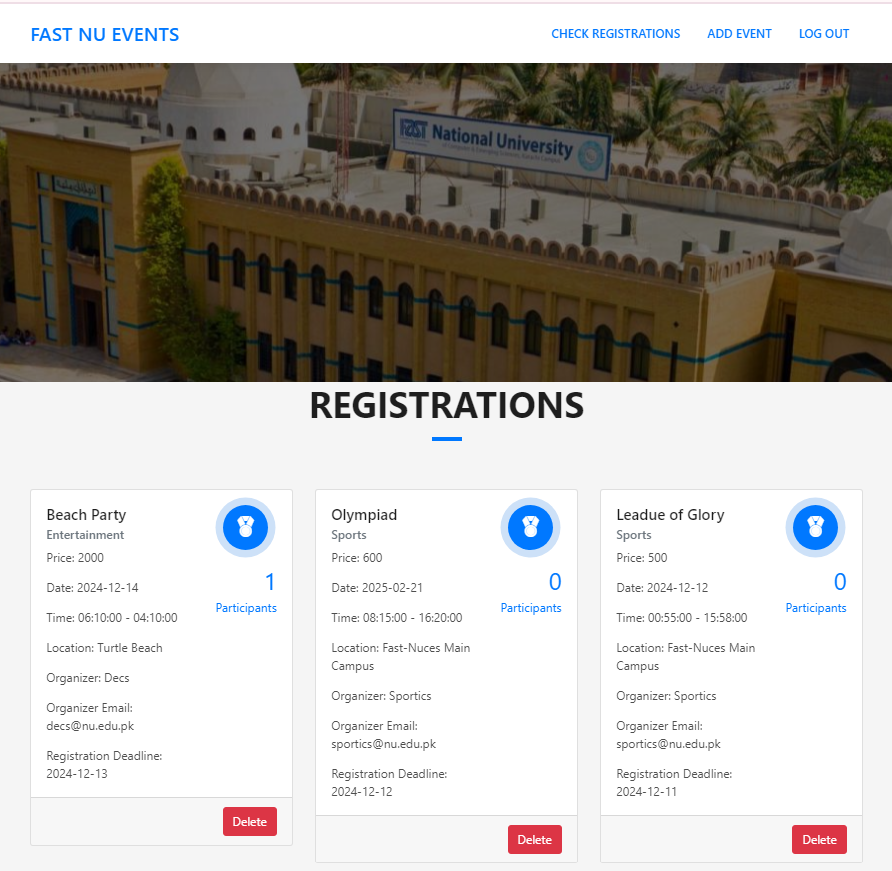 FAST NU EVENTS
CHECK REGISTRATIONS ADD EVENT LOG OUT
FAST National University
REGISTRATIONS
Beach Party
Entertainment
Price: 2000
1
Date: 2024-12-14
Participants
Time: 06:10:00 - 04:10:00
Location: Turtle Beach
Organizer: Decs
Organizer Email:
decs@nu.edu.pk
Registration Deadline:
2024-12-13
Delete
Olympiad
Sports
Price: 600
0
Date: 2025-02-21
Participants
Time: 08:15:00 - 16:20:00
Location: Fast-Nuces Main
Campus
Organizer: Sportics
Organizer Email:
sportics@nu.edu.pk
Registration Deadline:
2024-12-12
Delete
Leadue of Glory
Sports
Price: 500
0
Date: 2024-12-12
Participants
Time: 00:55:00 - 15:58:00
Location: Fast-Nuces Main
Campus
Organizer: Sportics
Organizer Email:
sportics@nu.edu.pk
Registration Deadline:
2024-12-11
Delete